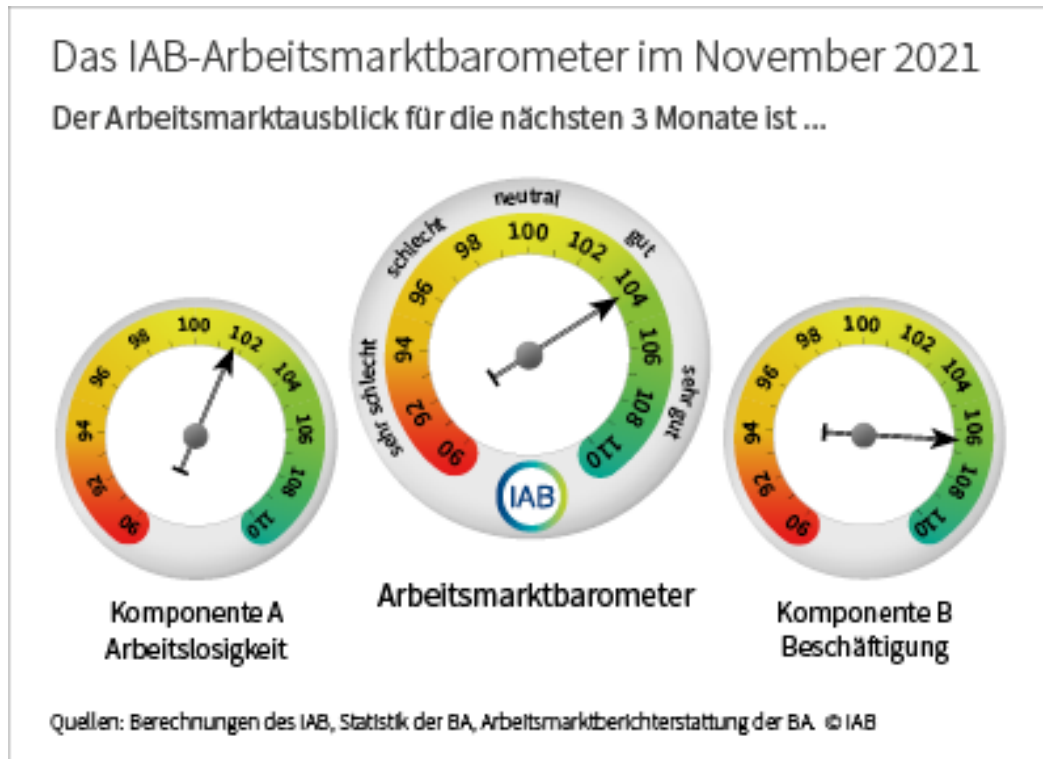 Das IAB-Arbeitsmarktbarometer im November 2021
Der Arbeitsmarktausblick für die nächsten 3 Monate ist ...
90 92 94 96 98 100 102 104 106 108 110
sehr schlecht schlecht neutral gut sehr gut
90 92 94 96 98 100 102 104 106 108 110
IAB
90 92 94 96 98 100 102 104 106 108 110
Komponente A
Arbeitslosigkeit
Arbeitsmarktbarometer
Komponente B
Beschäftigung
Quellen: Berechnungen des IAB, Statistik der BA, Arbeitsmarktberichterstattung der BA. © IAB